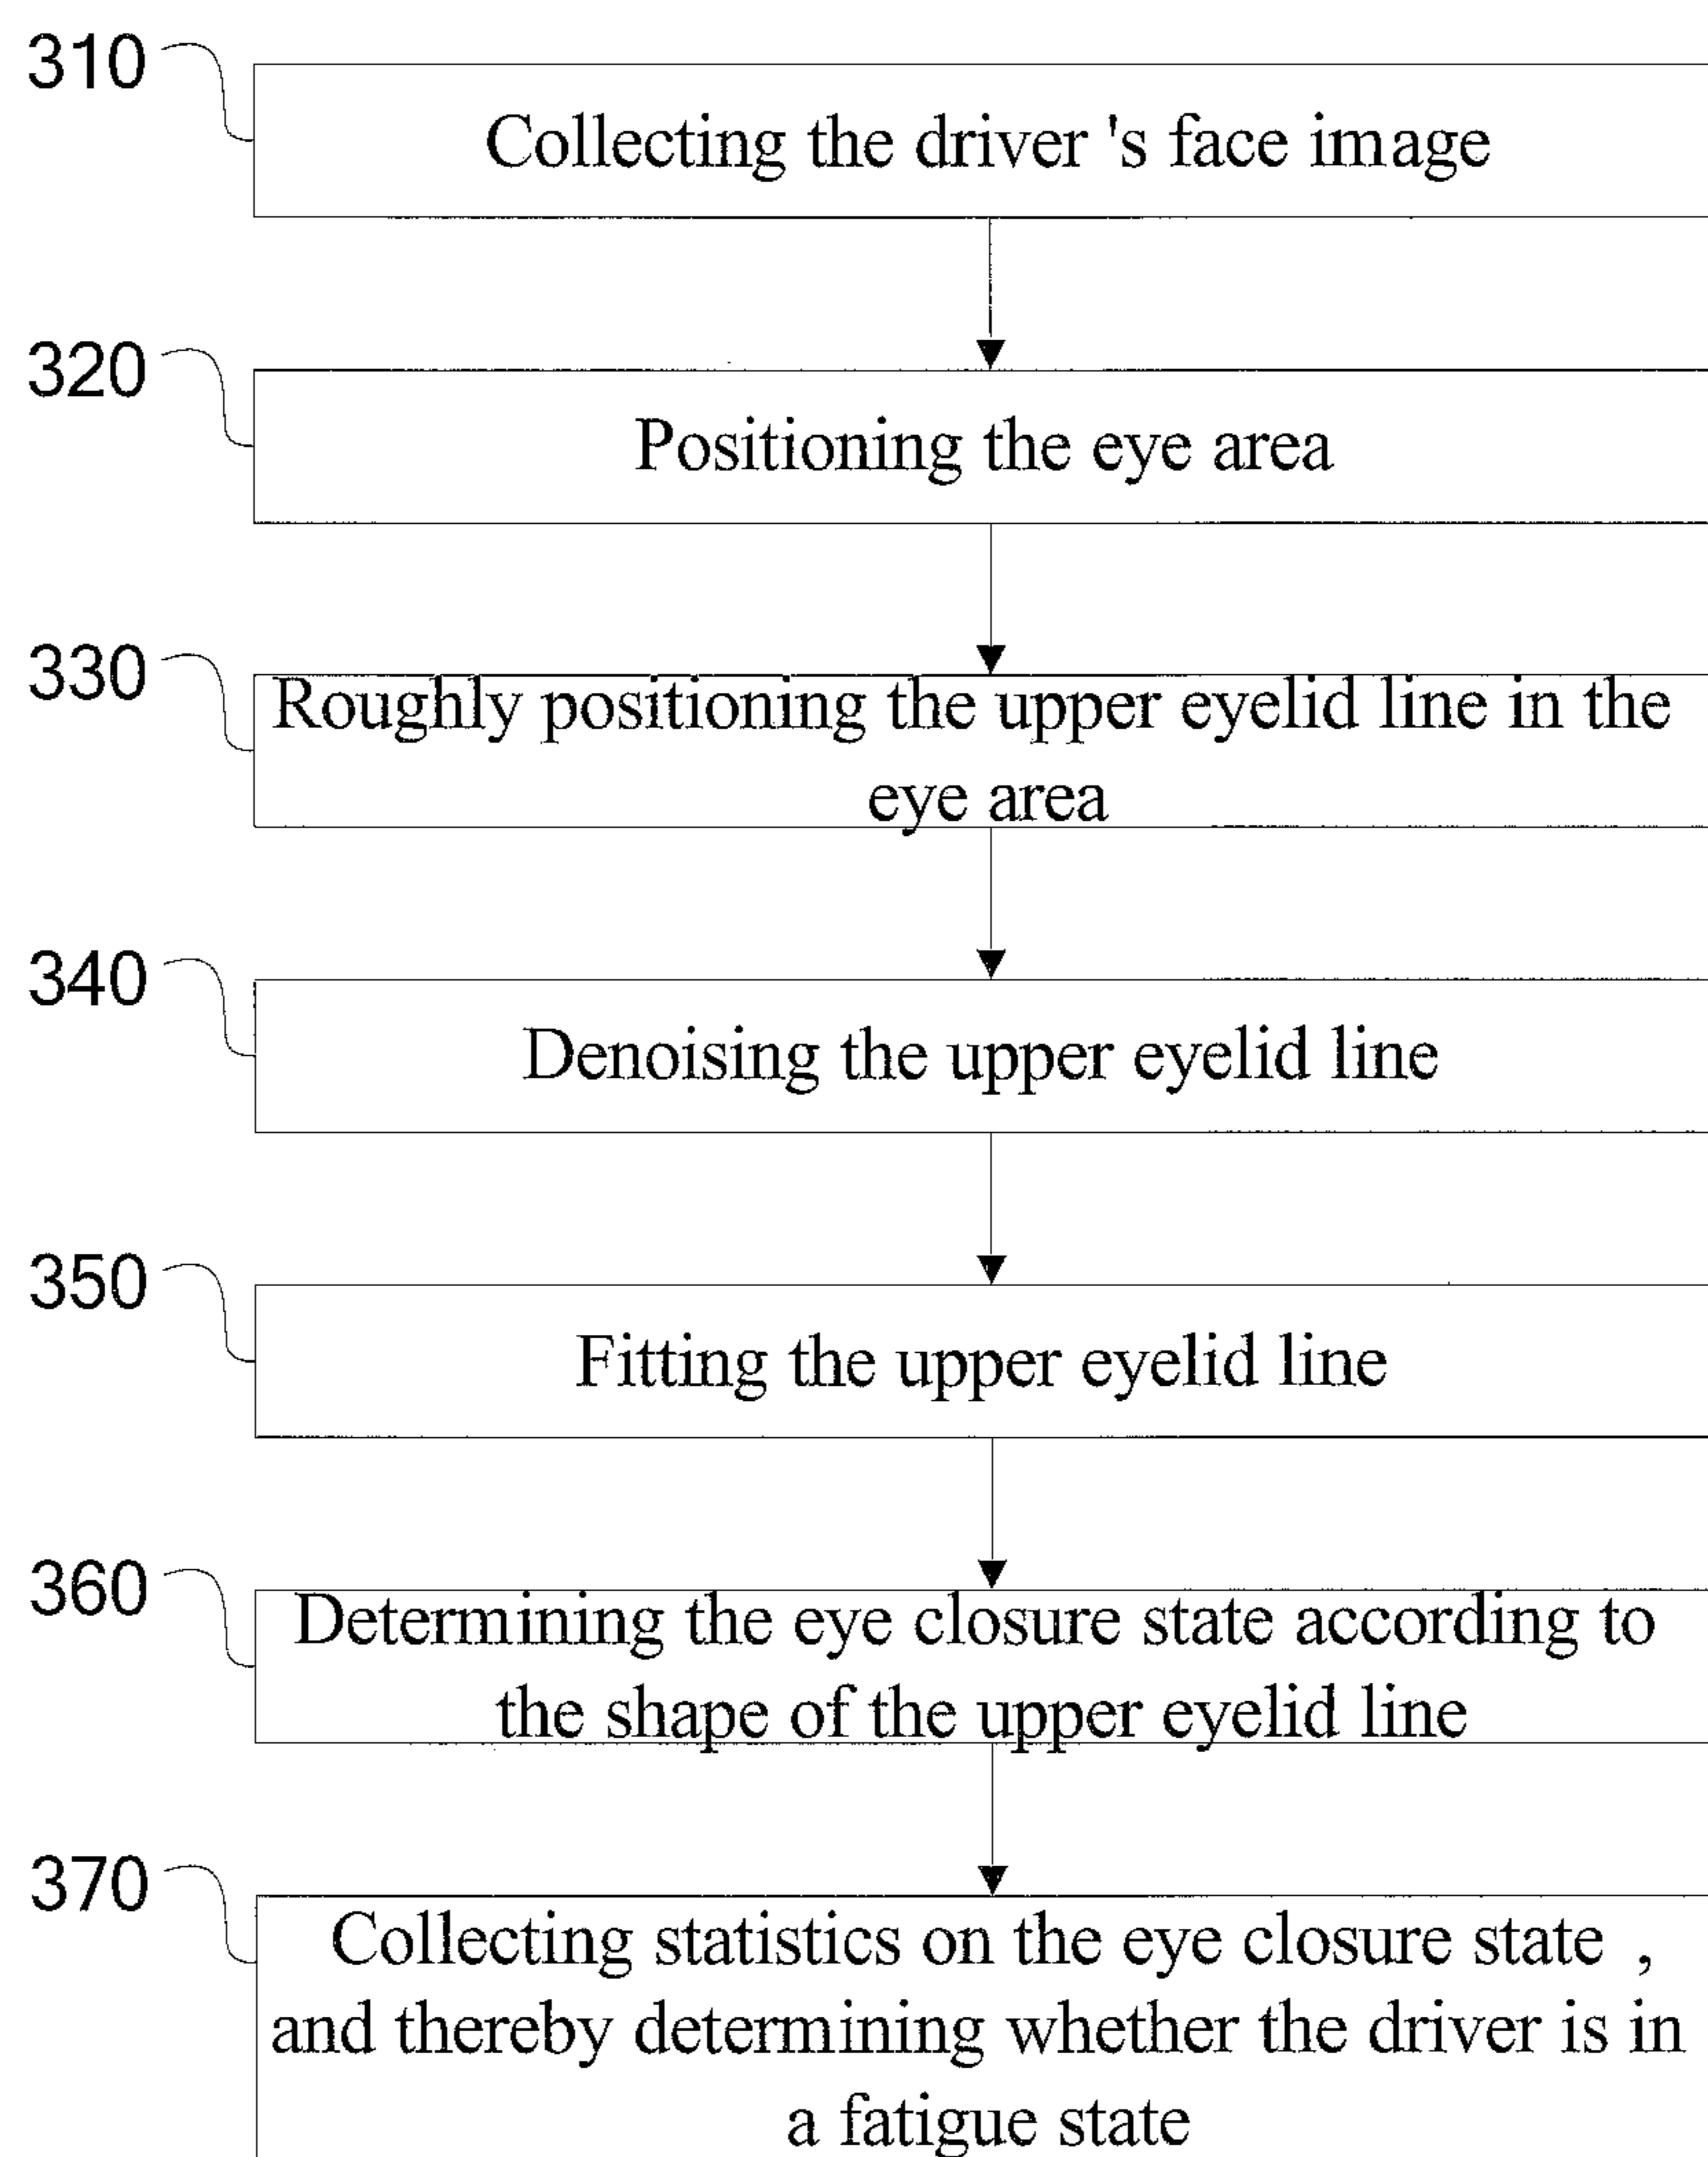 310
Collecting the driver 's face image
320
Positioning the eye area
330
Roughly positioning the upper eyelid line in the
eye area
340
Denoising the upper eyelid line
350
Fitting the upper eyelid line
360
Determining the eye closure state according to
the shape of the upper eyelid line
370
Collecting statistics on the eye closure state ,
and thereby determining whether the driver is in
a fatigue state